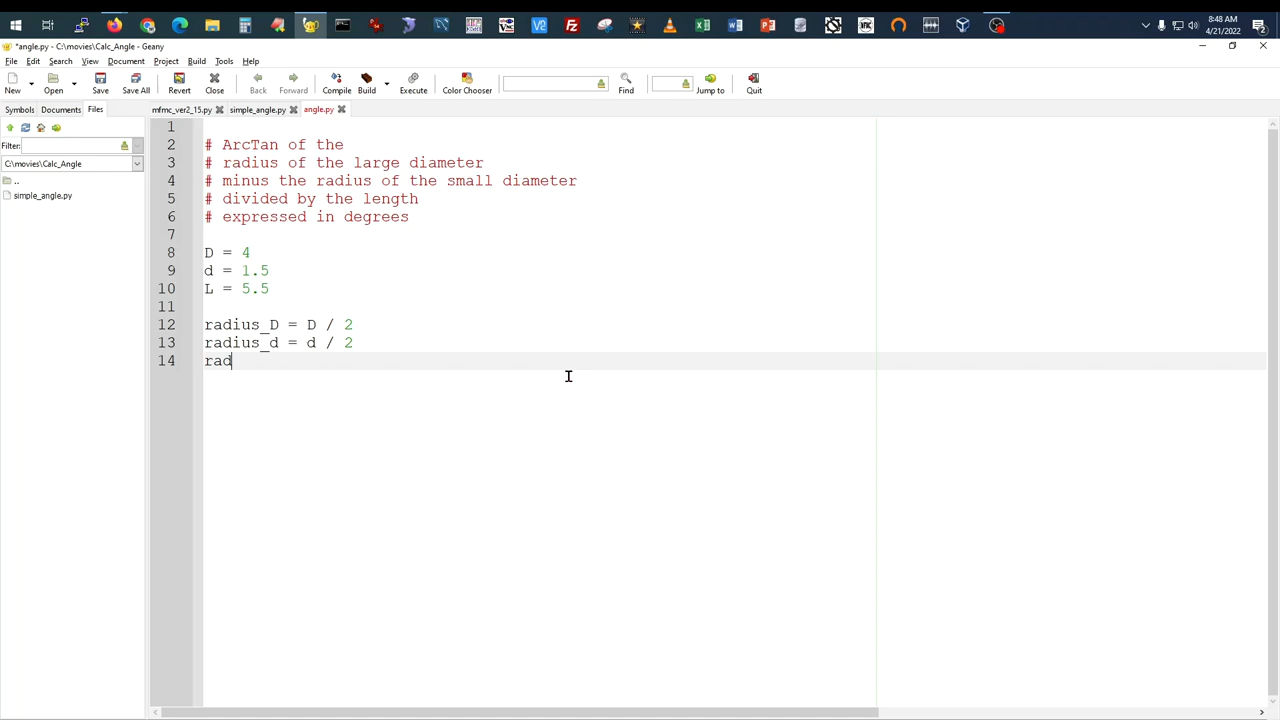 8:48 AM
4/21/2022
*angle.py - C:\movies\Calc_Angle - Geany
File Edit Search View Document Project Build Tools Help
New Open Save Save All Revert Close Back Forward Compile Build Execute Color Chooser Find Jump to Quit
Symbols Documents Files
mfmc_ver2_15.py simple_angle.py angle.py
Filter:
C:\movies\Calc_Angle
..
simple_angle.py
1
2 # ArcTan of the
3 # radius of the large diameter
4 # minus the radius of the small diameter
5 # divided by the length
6 # expressed in degrees
7
8 D = 4
9 d = 1.5
10 L = 5.5
11
12 radius_D = D / 2
13 radius_d = d / 2
14 rad